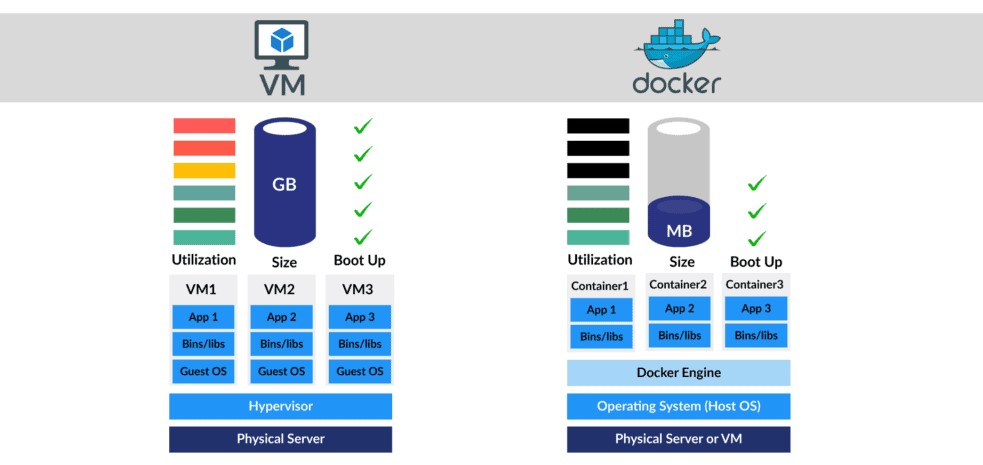 VM
docker
GB
Utilization
Size
Boot Up
VM1
VM2
VM3
App 1
App 2
App 3
Bins/libs
Bins/libs
Bins/libs
Guest OS
Guest OS
Guest OS
Hypervisor
Physical Server
MB
Utilization
Size
Boot Up
Container1
Container2
Container3
App 1
App 2
App 3
Bins/libs
Bins/libs
Bins/libs
Docker Engine
Operating System (Host OS)
Physical Server or VM